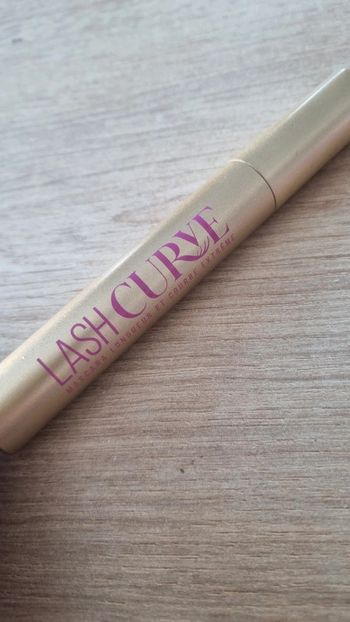 LASH CURVE
MASCARA LONGUEUR ET COURBE EXTRÊME